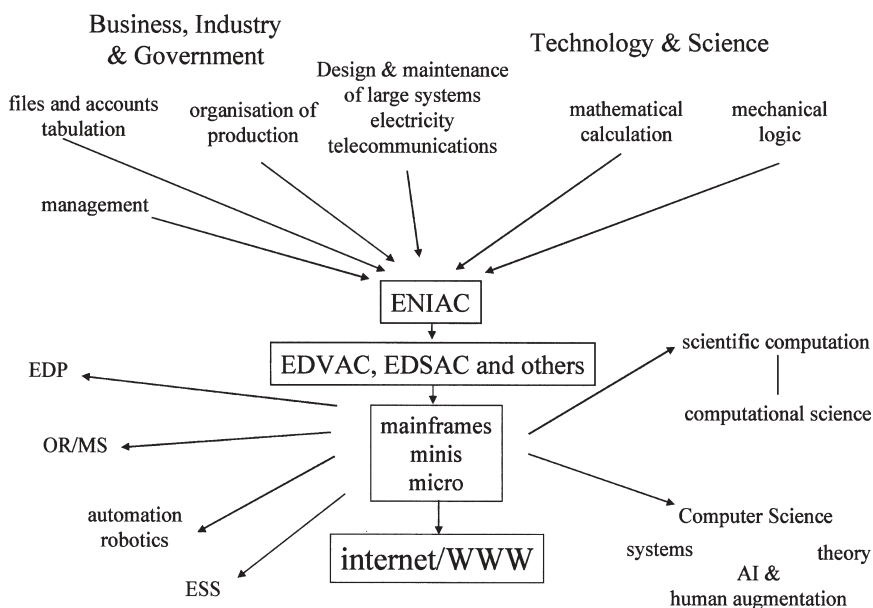 Business, Industry
& Government
Technology & Science
files and accounts
tabulation
organisation of
production
Design & maintenance
of large systems
electricity
telecommunications
mathematical
calculation
mechanical
logic
management
ENIAC
EDVAC, EDSAC and others
mainframes
minis
micro
internet/WWW
EDP
OR/MS
automation
robotics
ESS
scientific computation
computational science
Computer Science
systems
theory
AI &
human augmentation